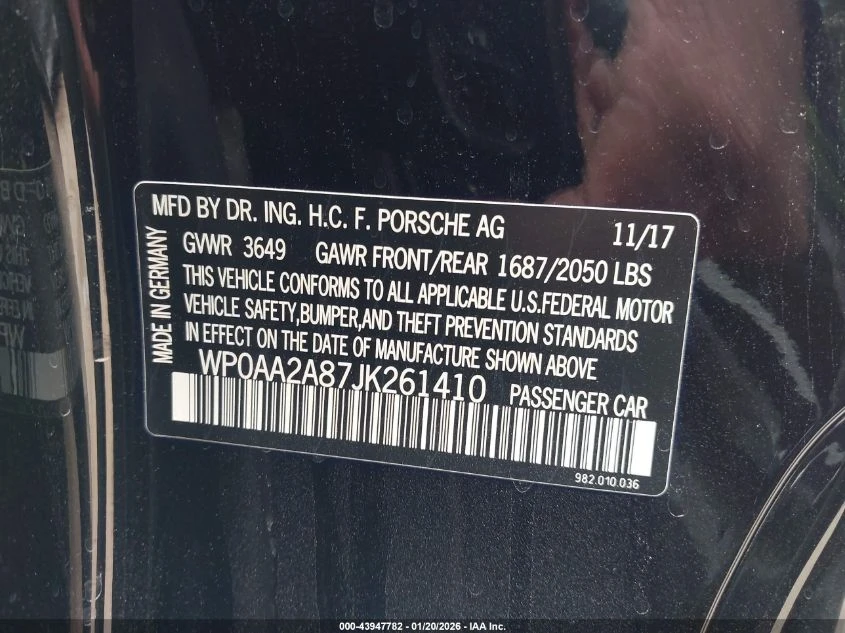 MFD BY DR. ING. H.C. F. PORSCHE AG 11/17
GVWR 3649 GAWR FRONT/REAR 1687/2050 LBS
THIS VEHICLE CONFORMS TO ALL APPLICABLE U.S.FEDERAL MOTOR
VEHICLE SAFETY,BUMPER,AND THEFT PREVENTION STANDARDS
IN EFFECT ON THE DATE OF MANUFACTURE SHOWN ABOVE
MADE IN GERMANY
WP0AA2A87JK261410 PASSENGER CAR
982.010.036
000-43947782 - 01/20/2026 - IAA Inc.